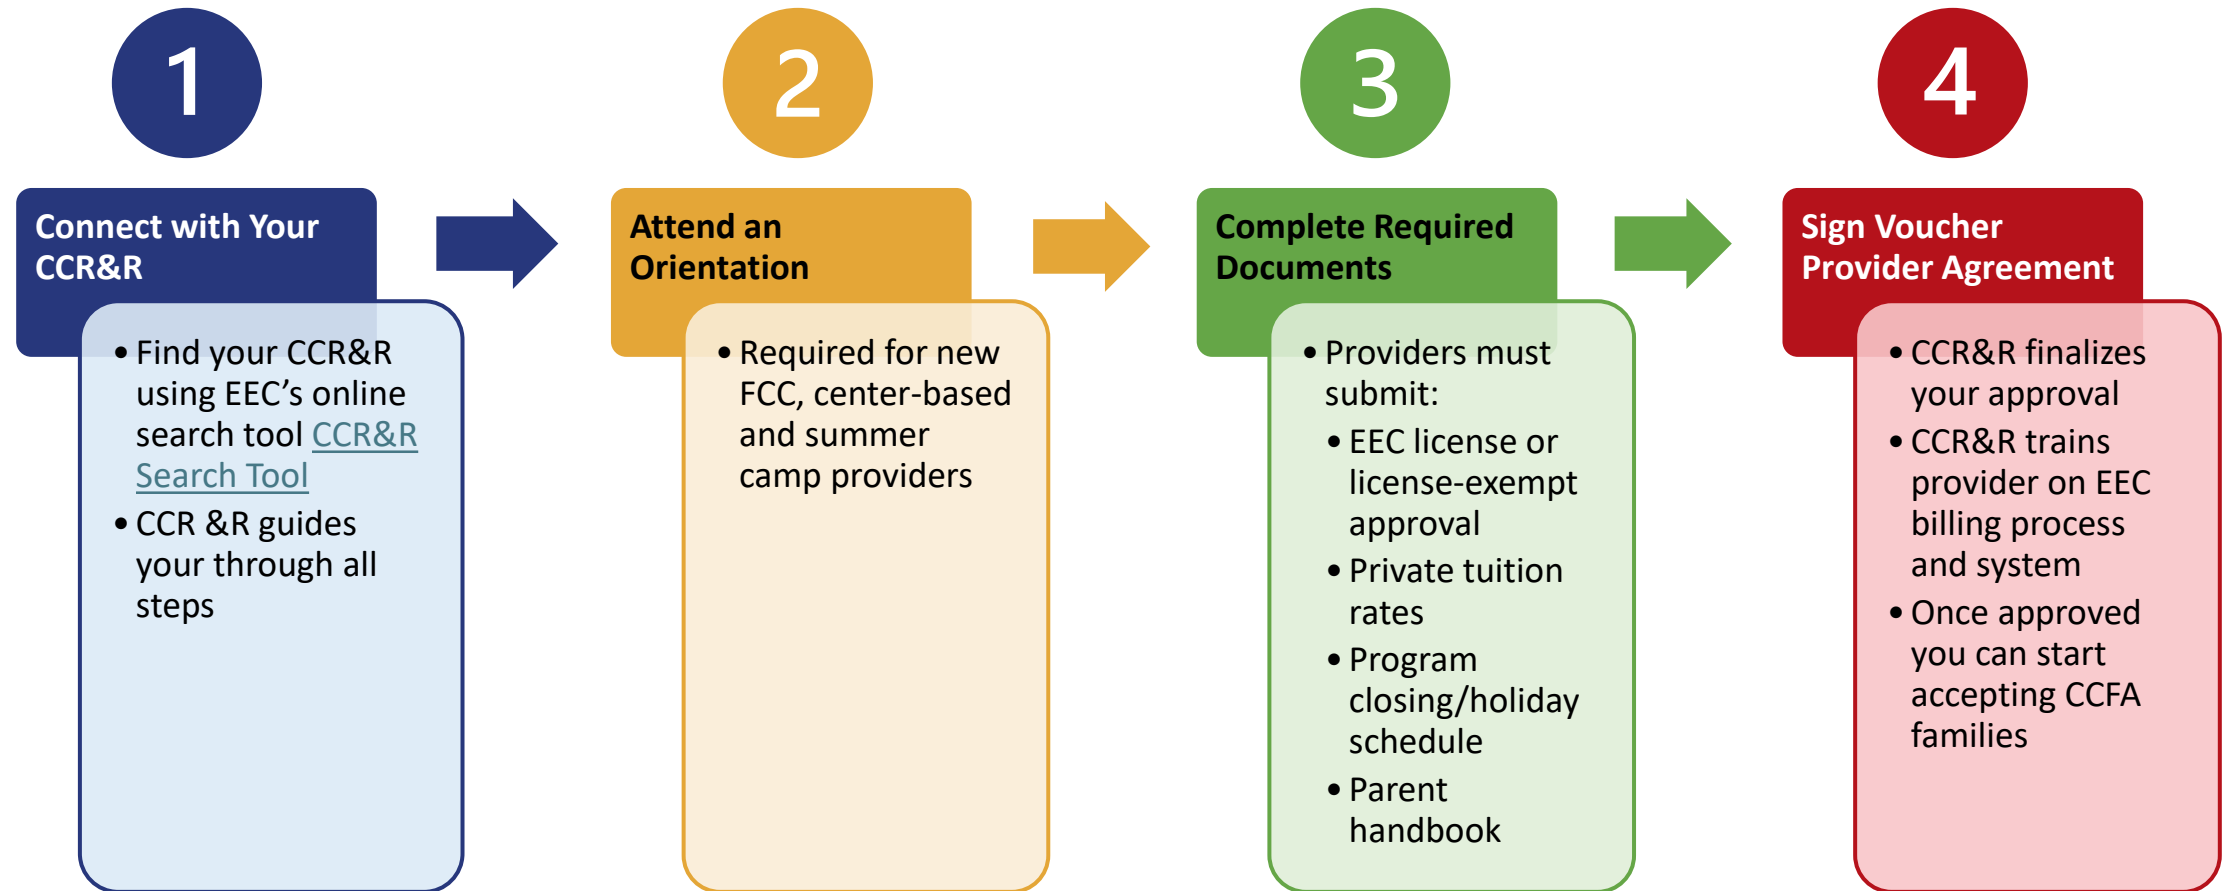 1
Connect with Your
CCR&R
• Find your CCR&R
using EEC’s online
search tool CCR&R
Search Tool
• CCR &R guides
your through all
steps
2
Attend an
Orientation
• Required for new
FCC, center-based
and summer
camp providers
3
Complete Required
Documents
• Providers must
submit:
• EEC license or
license-exempt
approval
• Private tuition
rates
• Program
closing/holiday
schedule
• Parent
handbook
4
Sign Voucher
Provider Agreement
• CCR&R finalizes
your approval
• CCR&R trains
provider on EEC
billing process
and system
• Once approved
you can start
accepting CCFA
families